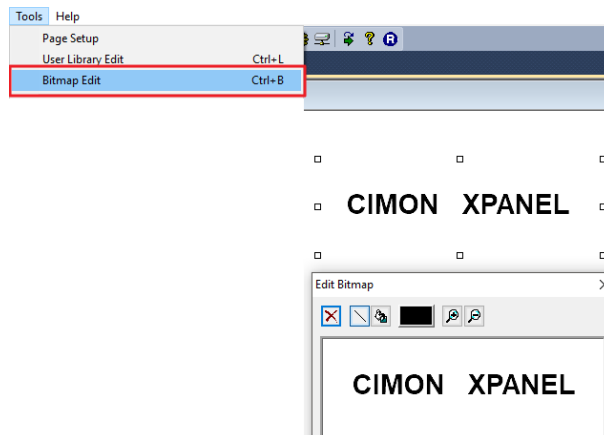 Tools Help
Page Setup
User Library Edit Ctrl+L
Bitmap Edit Ctrl+B
CIMON XPANEL
Edit Bitmap
CIMON XPANEL